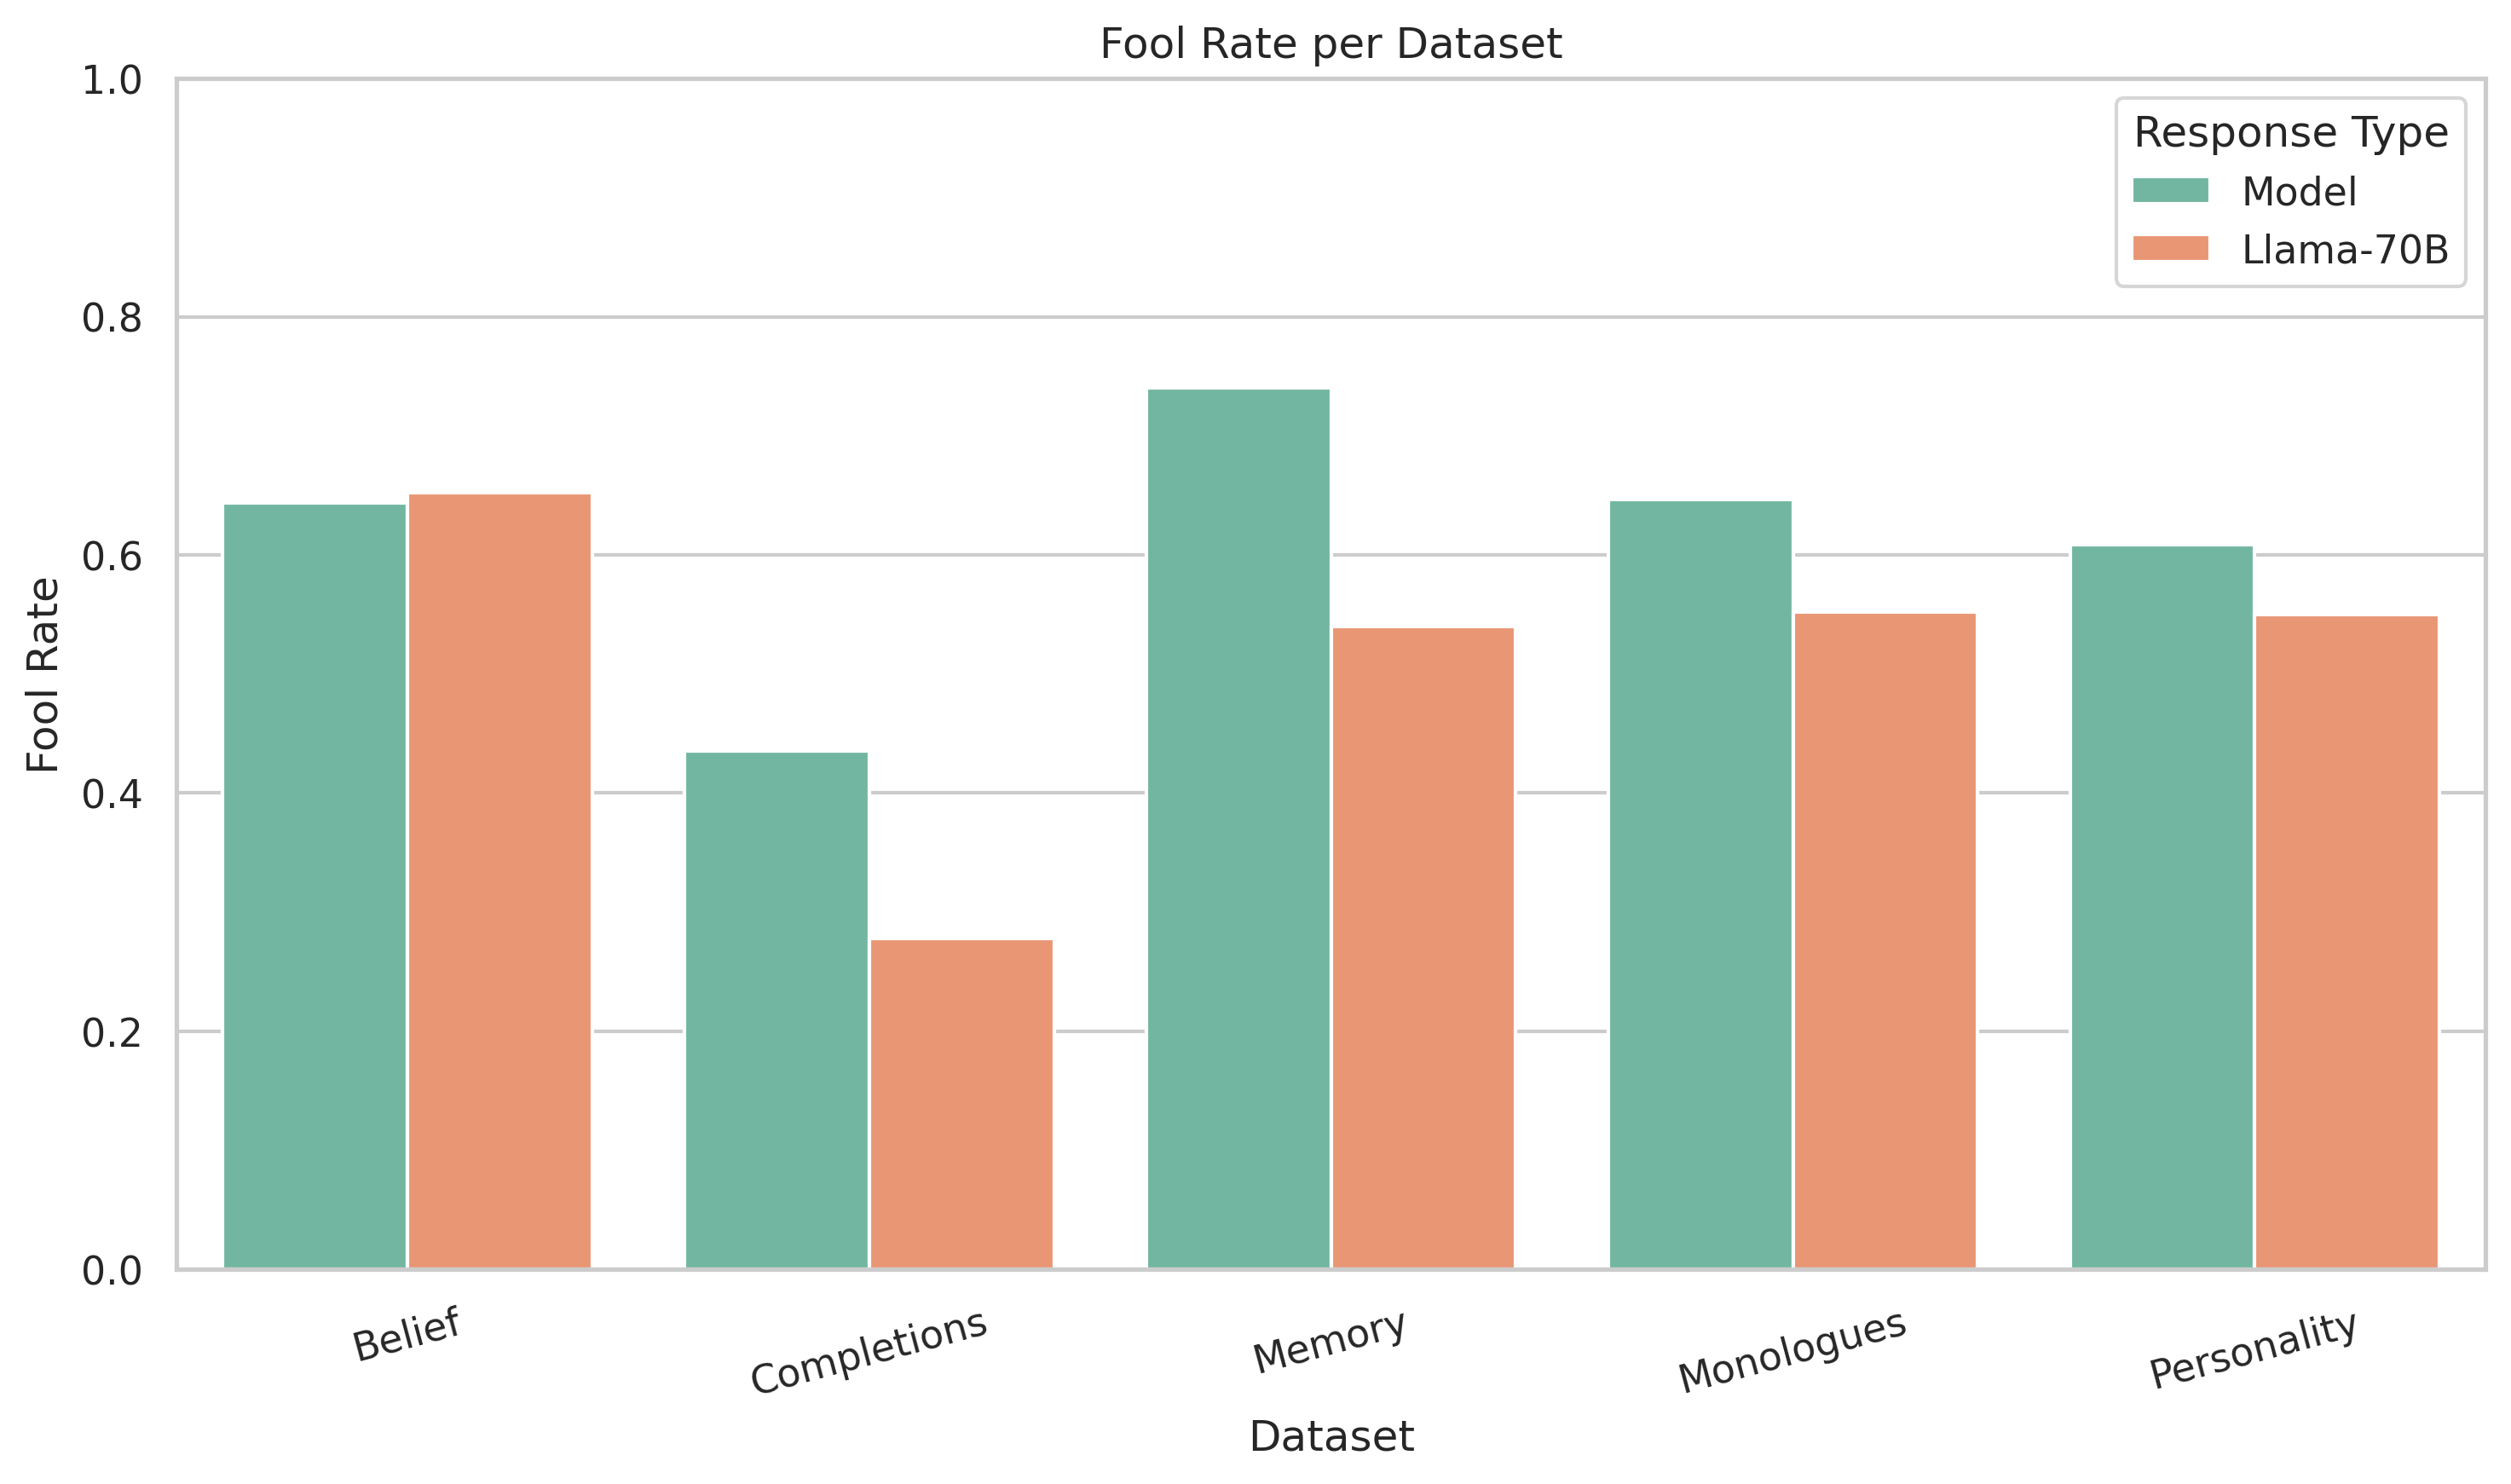 Fool Rate per Dataset
1.0
0.8
0.6
0.4
0.2
0.0
Fool Rate
Response Type
Model
Llama-70B
Belief
Completions
Memory
Monologues
Personality
Dataset